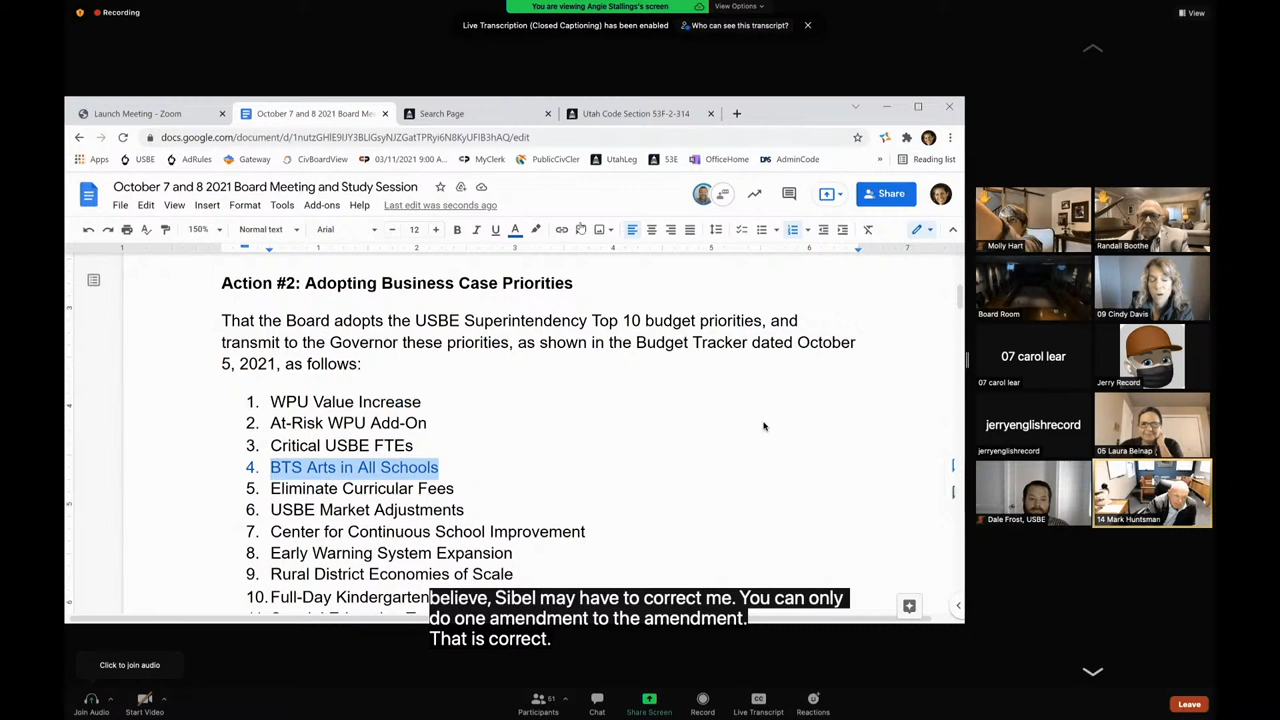 Recording
You are viewing Angie Stallings's screen
View Options
Live Transcription (Closed Captioning) has been enabled
Who can see this transcript?
View
Launch Meeting - Zoom
October 7 and 8 2021 Board Me
Search Page
Utah Code Section 53F-2-314
Apps
USBE
AdRules
Gateway
CivBoardView
03/11/2021 9:00 A...
MyClerk
PublicCivCler
UtahLeg
53E
OfficeHome
AdminCode
Reading list
October 7 and 8 2021 Board Meeting and Study Session
File Edit View Insert Format Tools Add-ons Help Last edit was seconds ago
Share
150% Normal text Arial 12
1 1 2 3 4 5 6 7
Action #2: Adopting Business Case Priorities
That the Board adopts the USBE Superintendency Top 10 budget priorities, and
transmit to the Governor these priorities, as shown in the Budget Tracker dated October
5, 2021, as follows:
1. WPU Value Increase
2. At-Risk WPU Add-On
3. Critical USBE FTEs
4. BTS Arts in All Schools
5. Eliminate Curricular Fees
6. USBE Market Adjustments
7. Center for Continuous School Improvement
8. Early Warning System Expansion
9. Rural District Economies of Scale
10. Full-Day Kindergarten
believe, Sibel may have to correct me. You can only
do one amendment to the amendment.
That is correct.
Molly Hart
Randall Boothe
Board Room
09 Cindy Davis
07 carol lear
07 carol lear
Jerry Record
jerryenglishrecord
jerryenglishrecord
05 Laura Belnap
Dale Frost, USBE
14 Mark Huntsman
Click to join audio
Join Audio
Start Video
61
Participants
Chat
Share Screen
Record
Live Transcript
Reactions
Leave